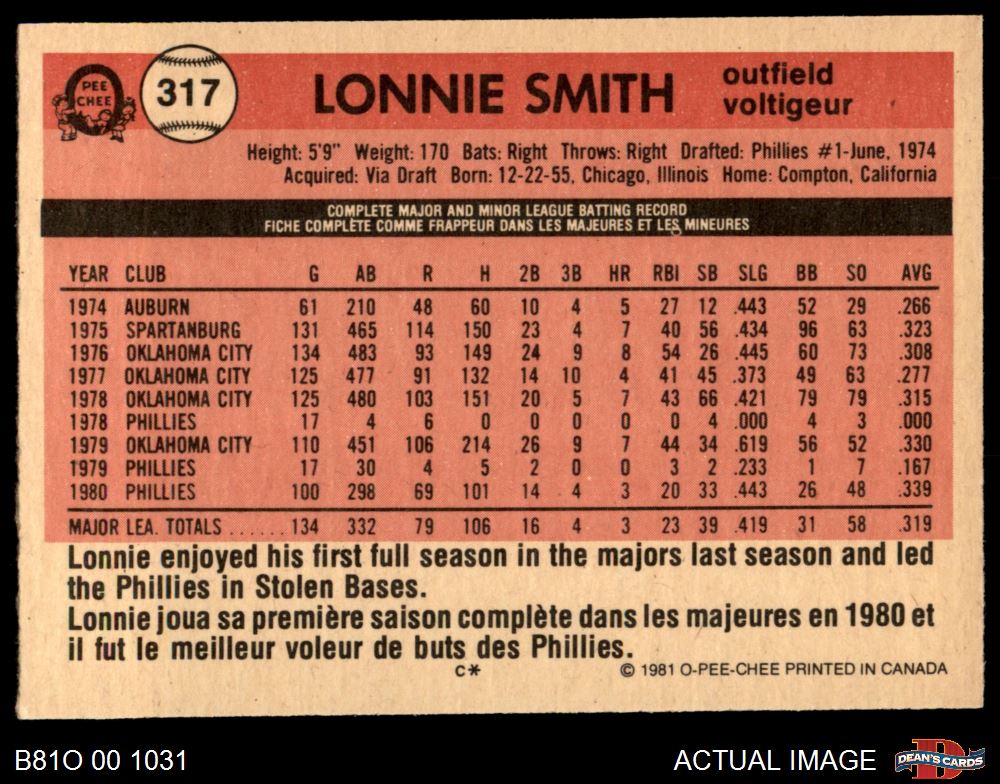 PEE
CHEE
317
LONNIE SMITH
outfield
voltigeur
Height: 5'9" Weight: 170 Bats: Right Throws: Right Drafted: Phillies #1-June, 1974
Acquired: Via Draft Born: 12-22-55, Chicago, Illinois Home: Compton, California
COMPLETE MAJOR AND MINOR LEAGUE BATTING RECORD
FICHE COMPLÈTE COMME FRAPPEUR DANS LES MAJEURES ET LES MINEURES
YEAR CLUB G AB R H 2B 3B HR RBI SB SLG BB SO AVG
1974 AUBURN 61 210 48 60 10 4 5 27 12 .443 52 29 .266
1975 SPARTANBURG 131 465 114 150 23 4 7 40 56 .434 96 63 .323
1976 OKLAHOMA CITY 134 483 93 149 24 9 8 54 26 .445 60 73 .308
1977 OKLAHOMA CITY 125 477 91 132 14 10 4 41 45 .373 49 63 .277
1978 OKLAHOMA CITY 125 480 103 151 20 5 7 43 66 .421 79 79 .315
1978 PHILLIES 17 4 6 0 0 0 0 0 4 .000 4 3 .000
1979 OKLAHOMA CITY 110 451 106 214 26 9 7 44 34 .619 56 52 .330
1979 PHILLIES 17 30 4 5 2 0 0 3 2 .233 1 7 .167
1980 PHILLIES 100 298 69 101 14 4 3 20 33 .443 26 48 .339
MAJOR LEA. TOTALS ...... 134 332 79 106 16 4 3 23 39 .419 31 58 .319
Lonnie enjoyed his first full season in the majors last season and led
the Phillies in Stolen Bases.
Lonnie joua sa première saison complète dans les majeures en 1980 et
il fut le meilleur voleur de buts des Phillies.
C*
© 1981 O-PEE-CHEE PRINTED IN CANADA
B81O 00 1031
ACTUAL IMAGE
D
DEAN'S CARDS